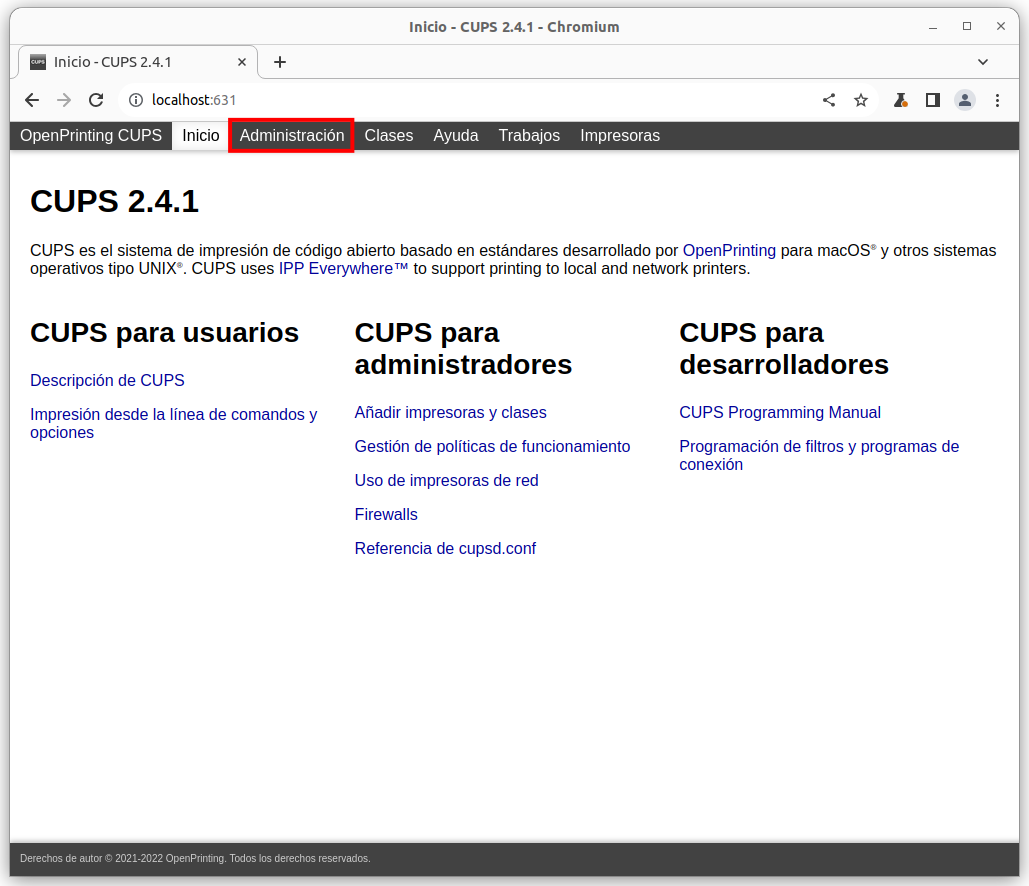 Inicio - CUPS 2.4.1 - Chromium
CUPS Inicio - CUPS 2.4.1
localhost:631
OpenPrinting CUPS Inicio Administración Clases Ayuda Trabajos Impresoras
CUPS 2.4.1
CUPS es el sistema de impresión de código abierto basado en estándares desarrollado por OpenPrinting para macOS® y otros sistemas
operativos tipo UNIX®. CUPS uses IPP Everywhere™ to support printing to local and network printers.
CUPS para usuarios
Descripción de CUPS
Impresión desde la línea de comandos y
opciones
CUPS para
administradores
Añadir impresoras y clases
Gestión de políticas de funcionamiento
Uso de impresoras de red
Firewalls
Referencia de cupsd.conf
CUPS para
desarrolladores
CUPS Programming Manual
Programación de filtros y programas de
conexión
Derechos de autor © 2021-2022 OpenPrinting. Todos los derechos reservados.